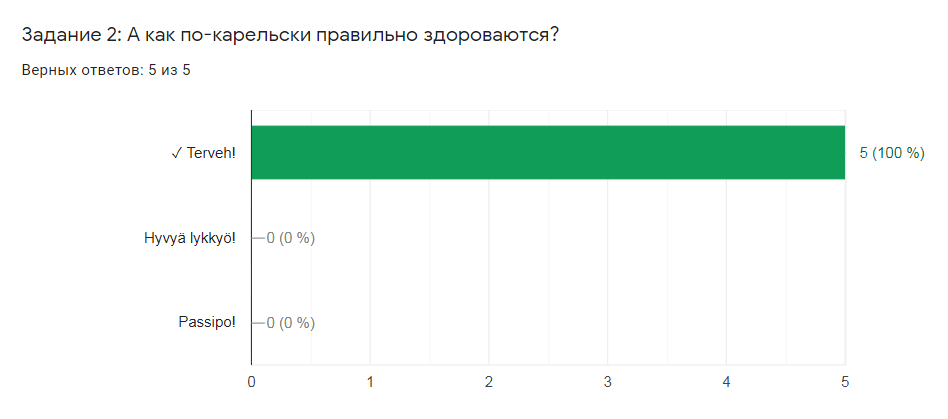 Задание 2: А как по-карельски правильно здороваются?
Верных ответов: 5 из 5
✓ Terveh! 5 (100 %)
Hyvyä lykkyö! 0 (0 %)
Passipo! 0 (0 %)
0 1 2 3 4 5